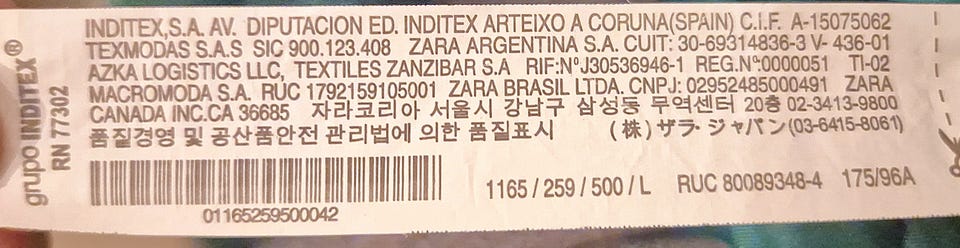 grupo INDITEX®
RN 77302
INDITEX,S.A. AV. DIPUTACION ED. INDITEX ARTEIXO A CORUNA(SPAIN) C.I.F. A-15075062
TEXMODAS S.A.S SIC 900.123.408 ZARA ARGENTINA S.A. CUIT: 30-69314836-3 V- 436-01
AZKA LOGISTICS LLC, TEXTILES ZANZIBAR S.A RIF:NºJ30536946-1 REG.Nº:0000051 TI-02
MACROMODA S.A. RUC 1792159105001 ZARA BRASIL LTDA. CNPJ: 02952485000491 ZARA
CANADA INC.CA 36685 자라코리아 서울시 강남구 삼성동 무역센터 20층 02-3413-9800
품질경영 및 공산품안전 관리법에 의한 품질표시 (株) ザラ・ジャパン(03-6415-8061)
1165 / 259 / 500 / L RUC 80089348-4 175/96A
01165259500042